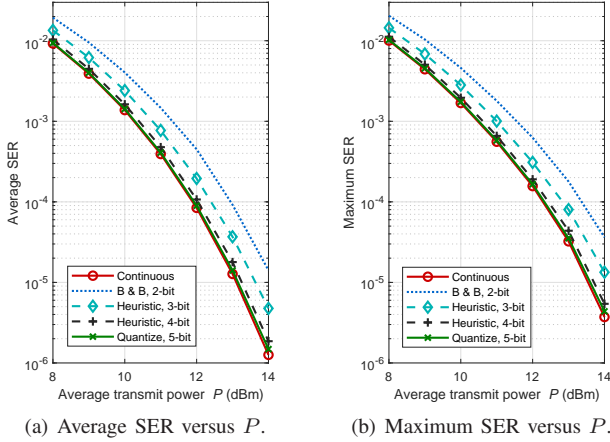 10^-2
10^-3
10^-4
10^-5
10^-6
Average SER
Continuous
B & B, 2-bit
Heuristic, 3-bit
Heuristic, 4-bit
Quantize, 5-bit
8 10 12 14
Average transmit power P (dBm)
(a) Average SER versus P.
10^-2
10^-3
10^-4
10^-5
10^-6
Maximum SER
Continuous
B & B, 2-bit
Heuristic, 3-bit
Heuristic, 4-bit
Quantize, 5-bit
8 10 12 14
Average transmit power P (dBm)
(b) Maximum SER versus P.